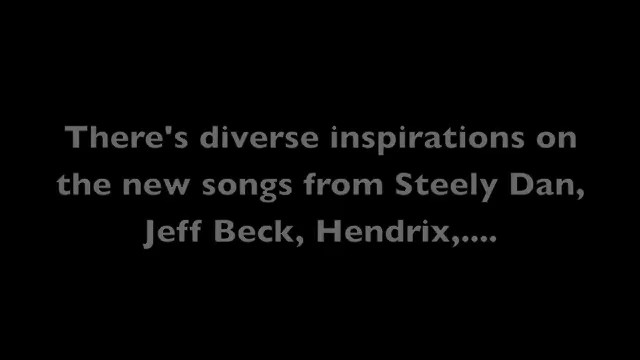 There's diverse inspirations on
the new songs from Steely Dan,
Jeff Beck, Hendrix,....